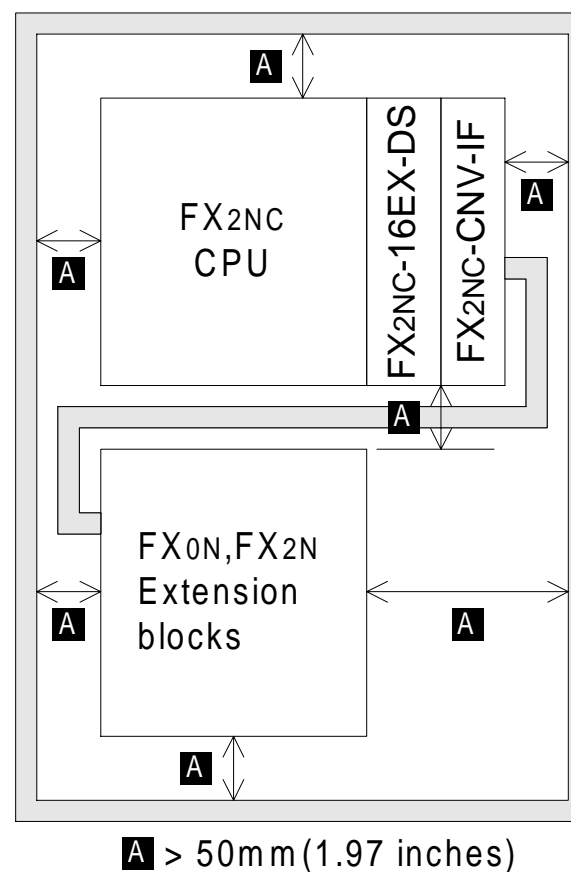 A
FX2NC
CPU
FX2NC-16EX-DS
FX2NC-CNV-IF
A
A
A
FX0N,FX2N
Extension
blocks
A
A
A
A > 50mm(1.97 inches)